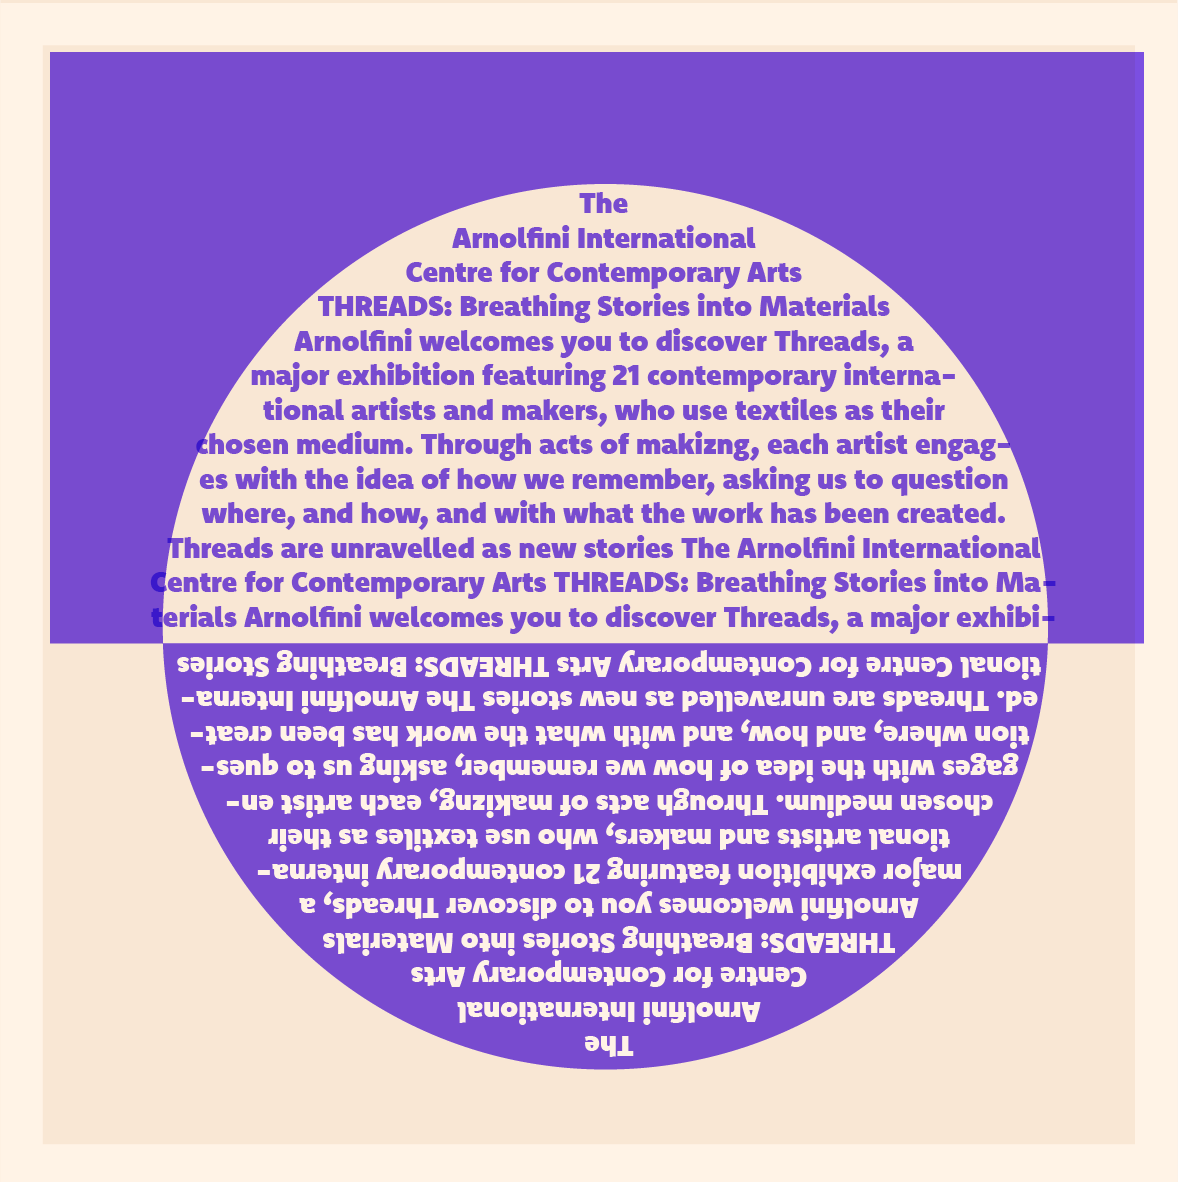 The
Arnolfini International
Centre for Contemporary Arts
THREADS: Breathing Stories into Materials
Arnolfini welcomes you to discover Threads, a
major exhibition featuring 21 contemporary interna-
tional artists and makers, who use textiles as their
chosen medium. Through acts of makizng, each artist engag-
es with the idea of how we remember, asking us to question
where, and how, and with what the work has been created.
Threads are unravelled as new stories The Arnolfini International
Centre for Contemporary Arts THREADS: Breathing Stories into Ma-
terials Arnolfini welcomes you to discover Threads, a major exhibi-
The
Arnolfini International
Centre for Contemporary Arts
THREADS: Breathing Stories into Materials
Arnolfini welcomes you to discover Threads, a
major exhibition featuring 21 contemporary interna-
tional artists and makers, who use textiles as their
chosen medium. Through acts of makizng, each artist en-
gages with the idea of how we remember, asking us to ques-
tion where, and how, and with what the work has been creat-
ed. Threads are unravelled as new stories The Arnolfini Interna-
tional Centre for Contemporary Arts THREADS: Breathing Stories